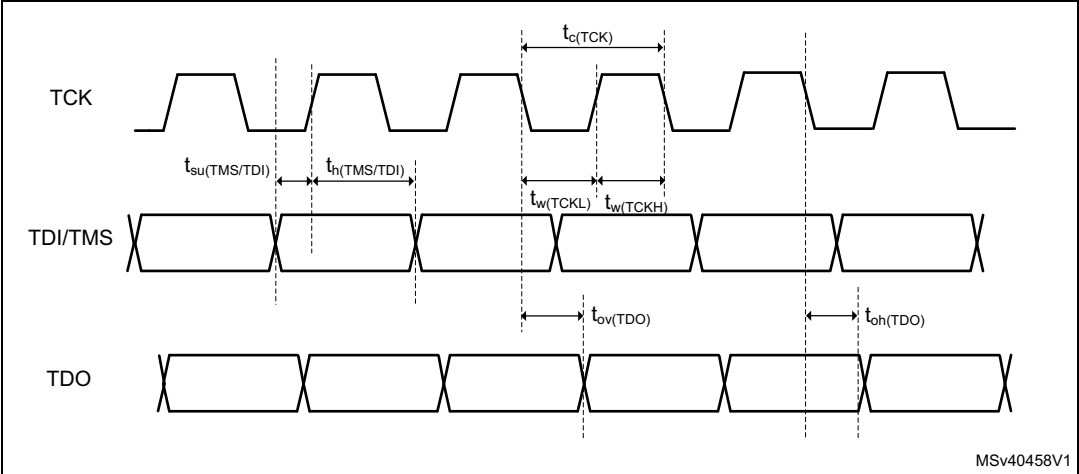 tc(TCK)
TCK
tsu(TMS/TDI) th(TMS/TDI)
tw(TCKL) tw(TCKH)
TDI/TMS
tov(TDO) toh(TDO)
TDO
MSv40458V1